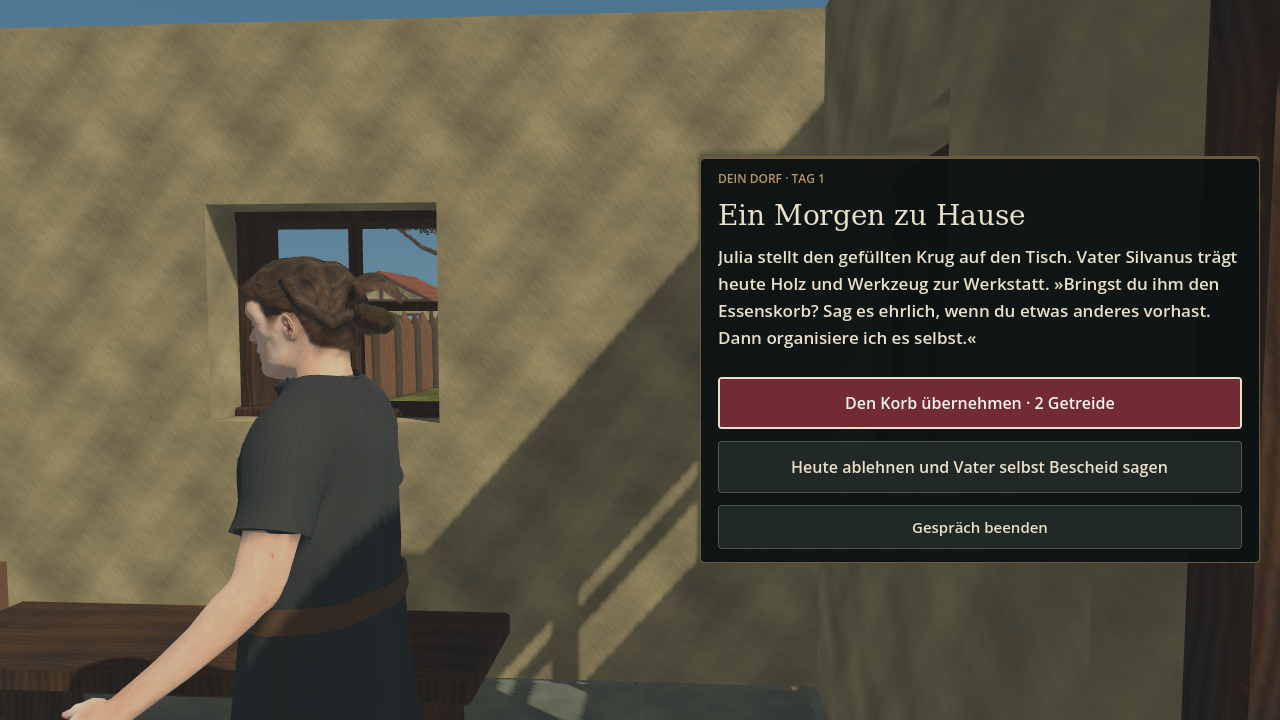 DEIN DORF · TAG 1
Ein Morgen zu Hause
Julia stellt den gefüllten Krug auf den Tisch. Vater Silvanus trägt
heute Holz und Werkzeug zur Werkstatt. »Bringst du ihm den
Essenskorb? Sag es ehrlich, wenn du etwas anderes vorhast.
Dann organisiere ich es selbst.«
Den Korb übernehmen · 2 Getreide
Heute ablehnen und Vater selbst Bescheid sagen
Gespräch beenden